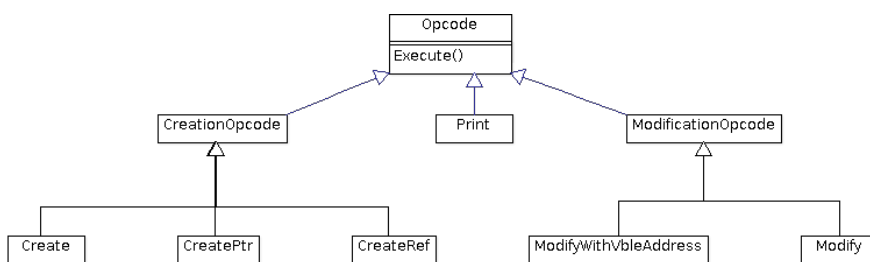 Opcode
Execute()
CreationOpcode
Print
ModificationOpcode
Create
CreatePtr
CreateRef
ModifyWithVbleAddress
Modify